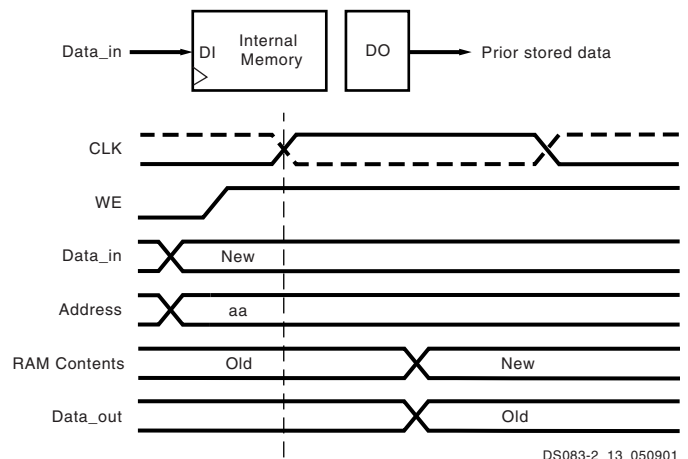 Data_in DI Internal Memory DO Prior stored data
CLK
WE
Data_in New
Address aa
RAM Contents Old New
Data_out Old
DS083-2_13_050901